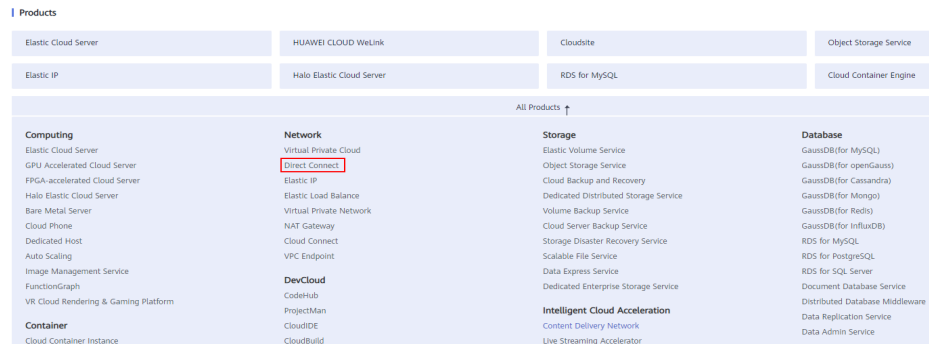 Products
Elastic Cloud Server
HUAWEI CLOUD WeLink
Cloudsite
Object Storage Service
Elastic IP
Halo Elastic Cloud Server
RDS for MySQL
Cloud Container Engine
All Products
Computing
Elastic Cloud Server
GPU Accelerated Cloud Server
FPGA-accelerated Cloud Server
Halo Elastic Cloud Server
Bare Metal Server
Cloud Phone
Dedicated Host
Auto Scaling
Image Management Service
FunctionGraph
VR Cloud Rendering & Gaming Platform
Container
Cloud Container Instance
Network
Virtual Private Cloud
Direct Connect
Elastic IP
Elastic Load Balance
Virtual Private Network
NAT Gateway
Cloud Connect
VPC Endpoint
DevCloud
CodeHub
ProjectMan
CloudIDE
CloudBuild
Storage
Elastic Volume Service
Object Storage Service
Cloud Backup and Recovery
Dedicated Distributed Storage Service
Volume Backup Service
Cloud Server Backup Service
Storage Disaster Recovery Service
Scalable File Service
Data Express Service
Dedicated Enterprise Storage Service
Intelligent Cloud Acceleration
Content Delivery Network
Live Streaming Accelerator
Database
GaussDB(for MySQL)
GaussDB(for openGauss)
GaussDB(for Cassandra)
GaussDB(for Mongo)
GaussDB(for Redis)
GaussDB(for InfluxDB)
RDS for MySQL
RDS for PostgreSQL
RDS for SQL Server
Document Database Service
Distributed Database Middleware
Data Replication Service
Data Admin Service